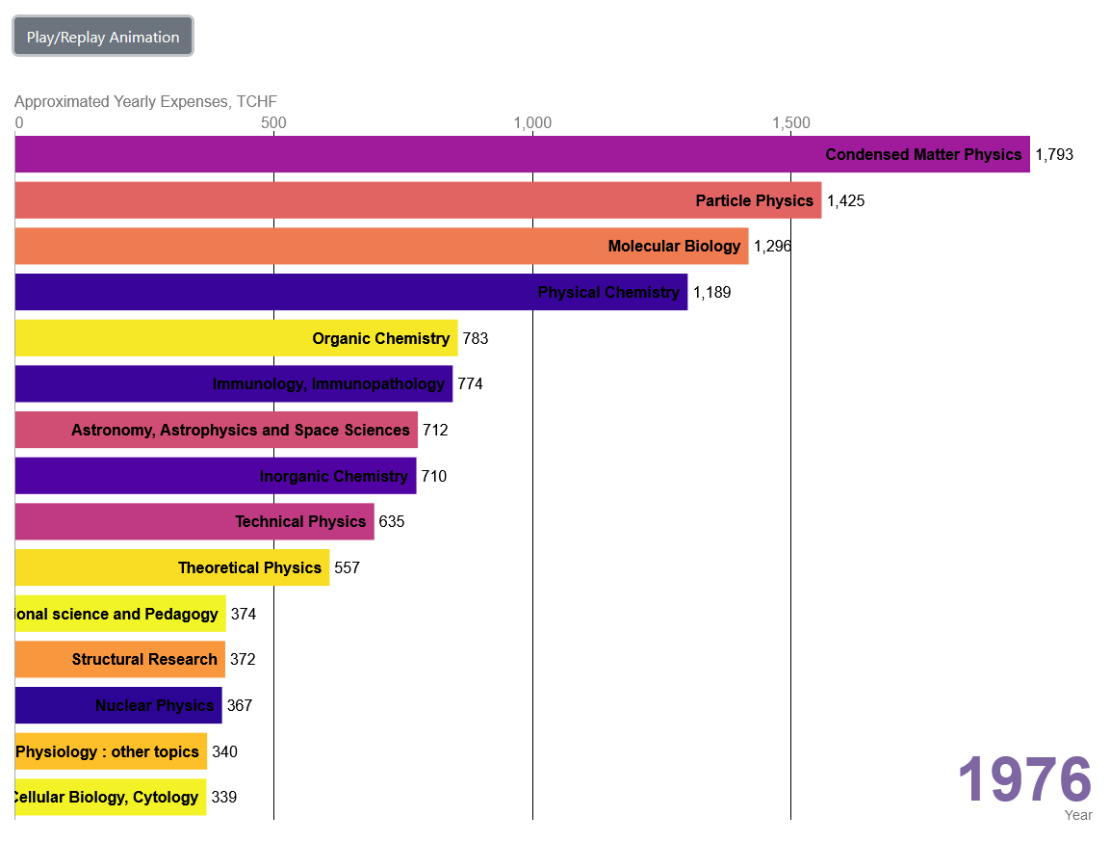 Play/Replay Animation
Approximated Yearly Expenses, TCHF
0 500 1,000 1,500
Condensed Matter Physics 1,793
Particle Physics 1,425
Molecular Biology 1,296
Physical Chemistry 1,189
Organic Chemistry 783
Immunology, Immunopathology 774
Astronomy, Astrophysics and Space Sciences 712
Inorganic Chemistry 710
Technical Physics 635
Theoretical Physics 557
ional science and Pedagogy 374
Structural Research 372
Nuclear Physics 367
Physiology : other topics 340
Cellular Biology, Cytology 339
1976
Year